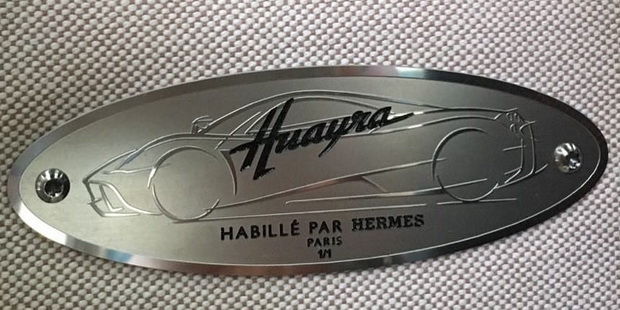 Huayra
HABILLÉ PAR HERMES
PARIS
1/1